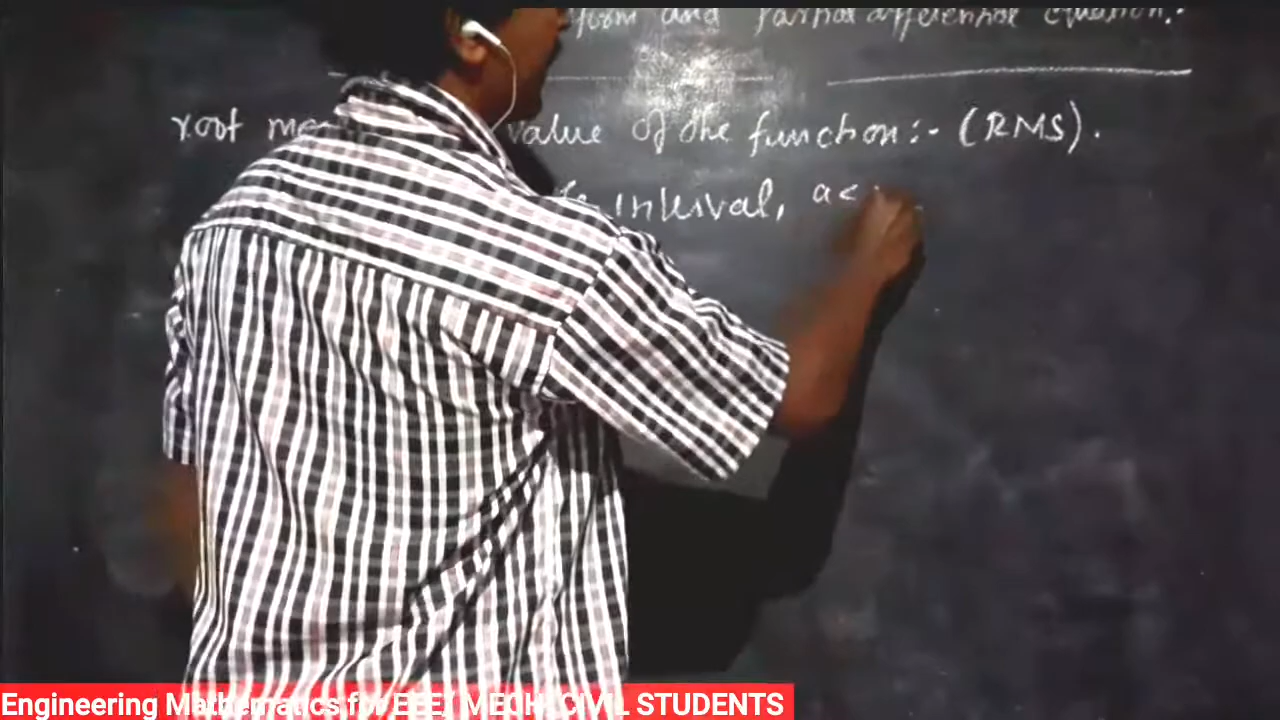 form and Partial differential Equation.-
root mean value of the function:- (RMS).
interval, a<
Engineering Mathematics for EEE/ MECH/CIVIL STUDENTS